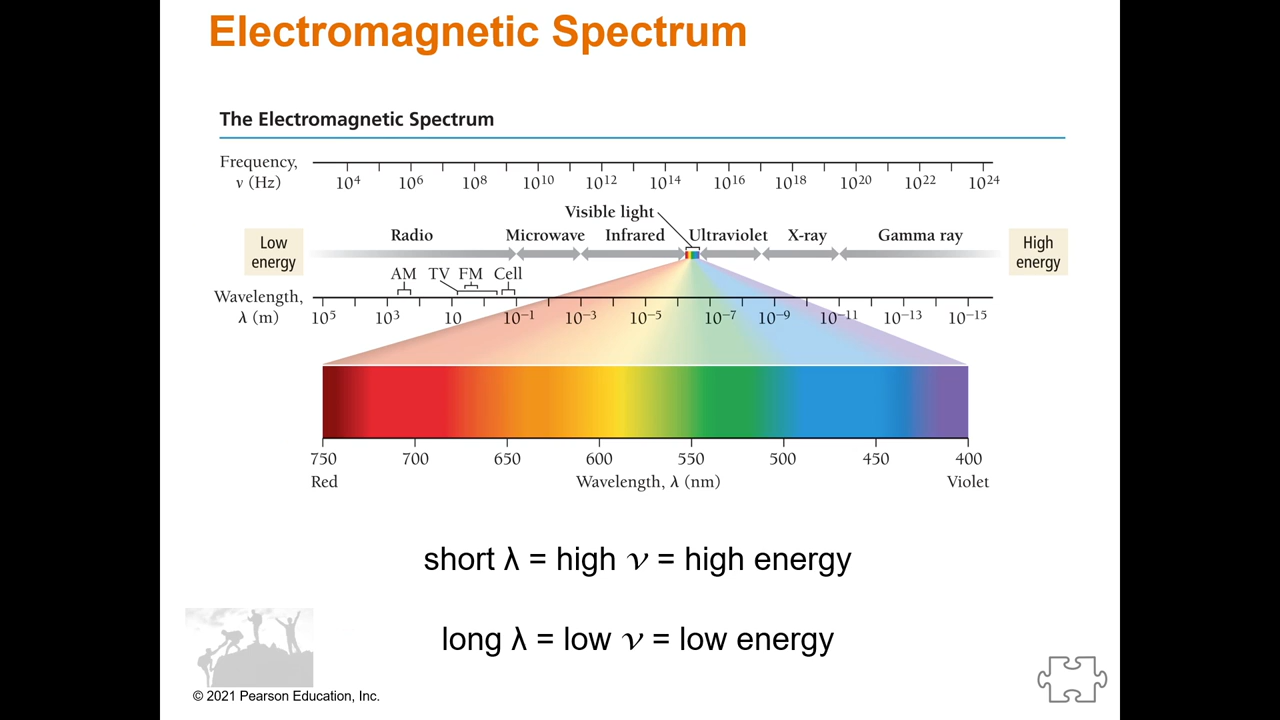 Electromagnetic Spectrum
The Electromagnetic Spectrum
Frequency,
ν (Hz)
10⁴ 10⁶ 10⁸ 10¹⁰ 10¹² 10¹⁴ 10¹⁶ 10¹⁸ 10²⁰ 10²² 10²⁴
Visible light
Low
energy
Radio Microwave Infrared Ultraviolet X-ray Gamma ray
High
energy
AM TV FM Cell
Wavelength,
λ (m)
10⁵ 10³ 10 10⁻¹ 10⁻³ 10⁻⁵ 10⁻⁷ 10⁻⁹ 10⁻¹¹ 10⁻¹³ 10⁻¹⁵
750 700 650 600 550 500 450 400
Red Wavelength, λ (nm) Violet
short λ = high ν = high energy
long λ = low ν = low energy
© 2021 Pearson Education, Inc.